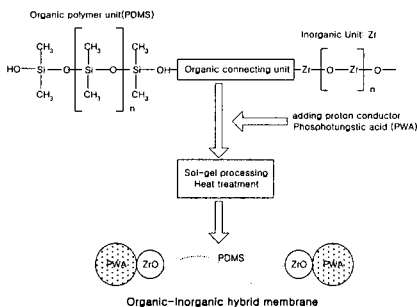 Organic polymer unit(PDMS)
Inorganic Unit: Zr
CH₃ CH₃ CH₃
HO-Si-O-[-Si-O-]n-Si-OH-Organic connecting unit-Zr-[-O-Zr-]n-O-
CH₃ CH₃ CH₃
adding proton conductor
Phosphotungstic acid (PWA)
Sol-gel processing
Heat treatment
PWA ZrO PDMS ZrO PWA
Organic-Inorganic hybrid membrane